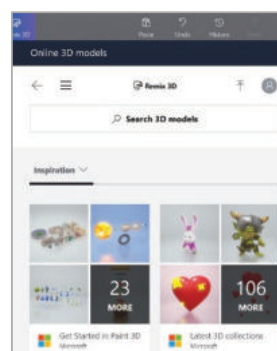 Paste Undo History
Online 3D models
Remix 3D
Search 3D models
Inspiration
23
MORE
106
MORE
Get Started in Paint 3D
Microsoft
Latest 3D collections
Microsoft